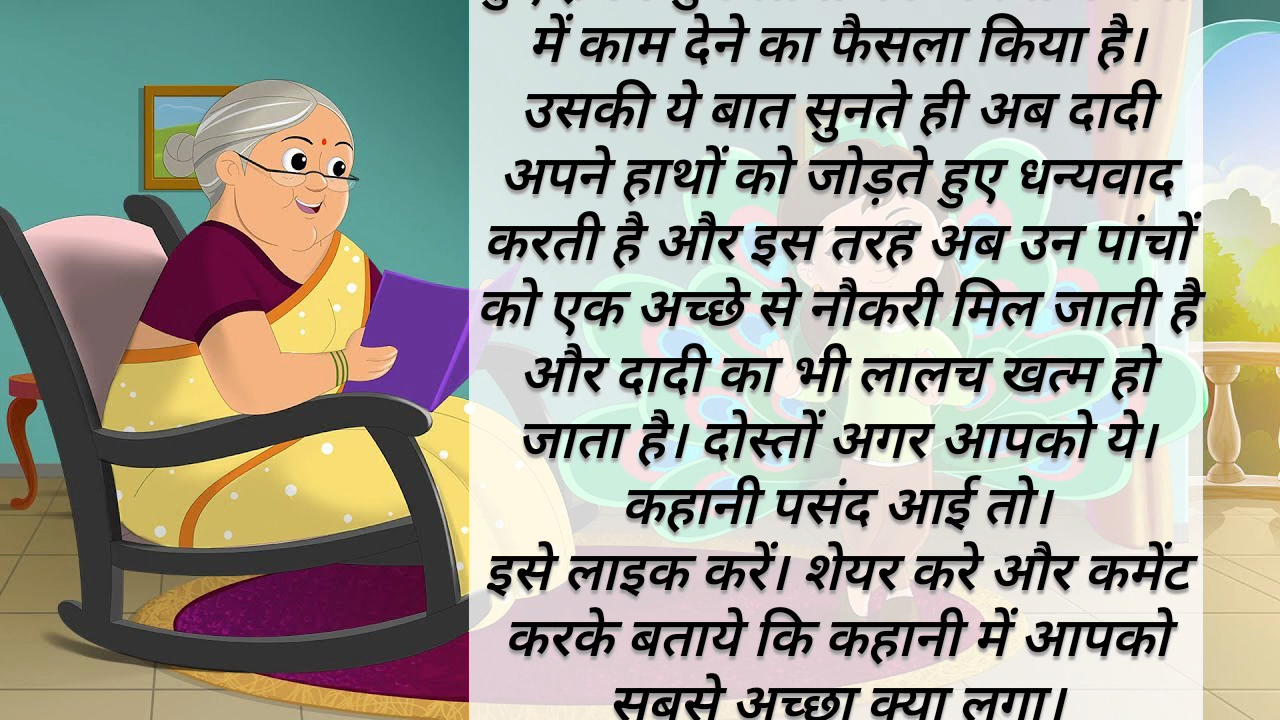 में काम देने का फैसला किया है।
उसकी ये बात सुनते ही अब दादी
अपने हाथों को जोड़ते हुए धन्यवाद
करती है और इस तरह अब उन पांचों
को एक अच्छे से नौकरी मिल जाती है
और दादी का भी लालच खत्म हो
जाता है। दोस्तों अगर आपको ये।
कहानी पसंद आई तो।
इसे लाइक करें। शेयर करे और कमेंट
करके बताये कि कहानी में आपको
सबसे अच्छा क्या लगा।